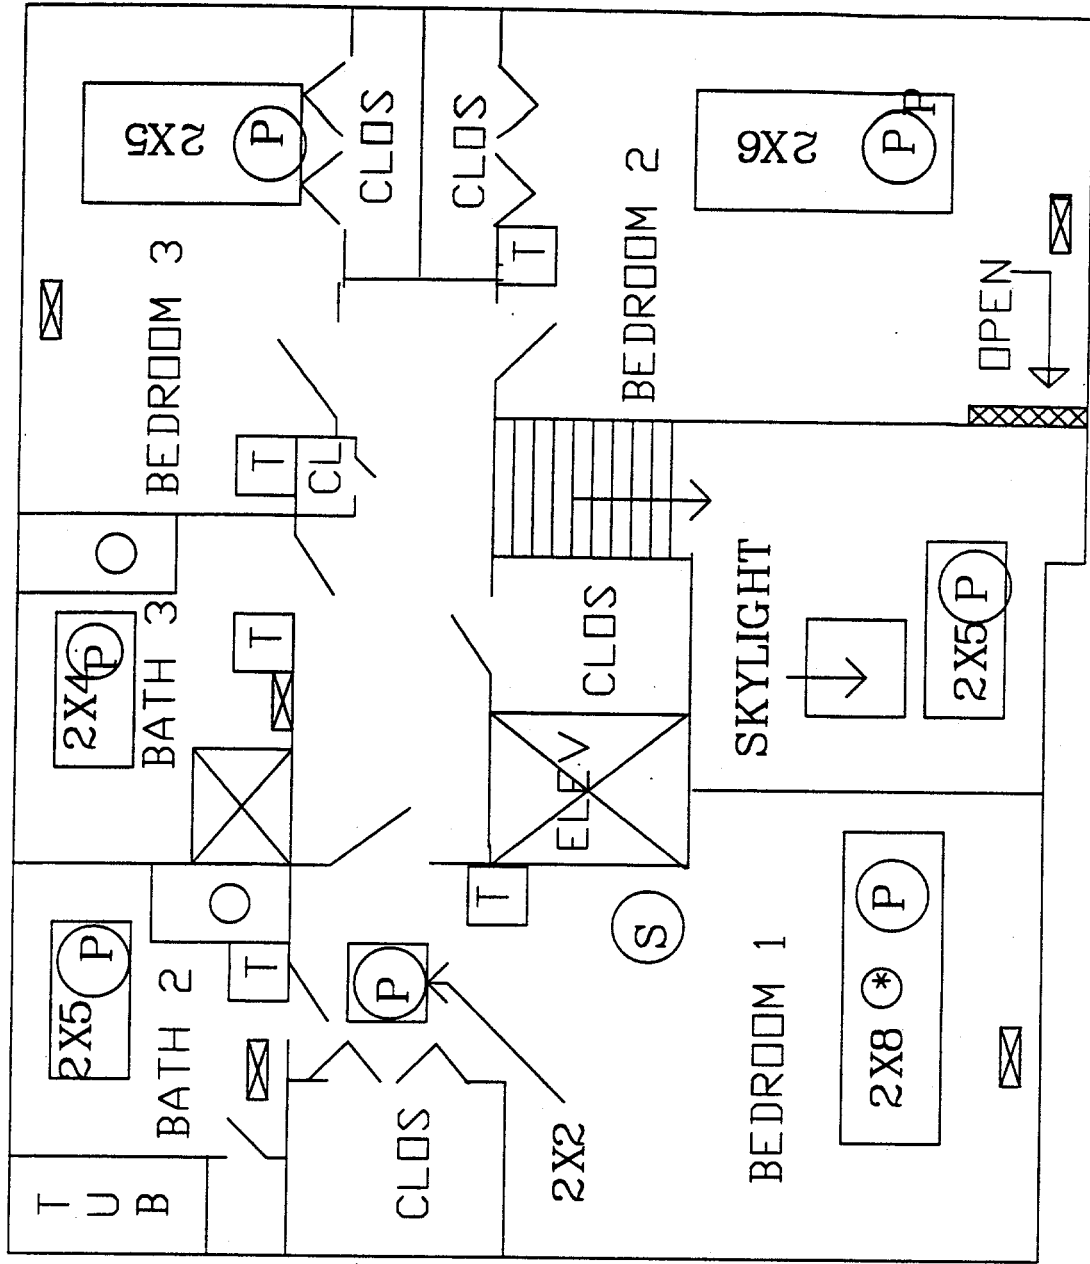 TUB
2X5
P
BATH 2
T
2X4
P
BATH 3
T
BEDROOM 3
T
CL
2X5
P
CLOS
CLOS
T
CLOS
P
2X2
T
S
ELEV
CLOS
BEDROOM 2
2X6
P
P
OPEN
BEDROOM 1
2X8
*
P
SKYLIGHT
2X5
P